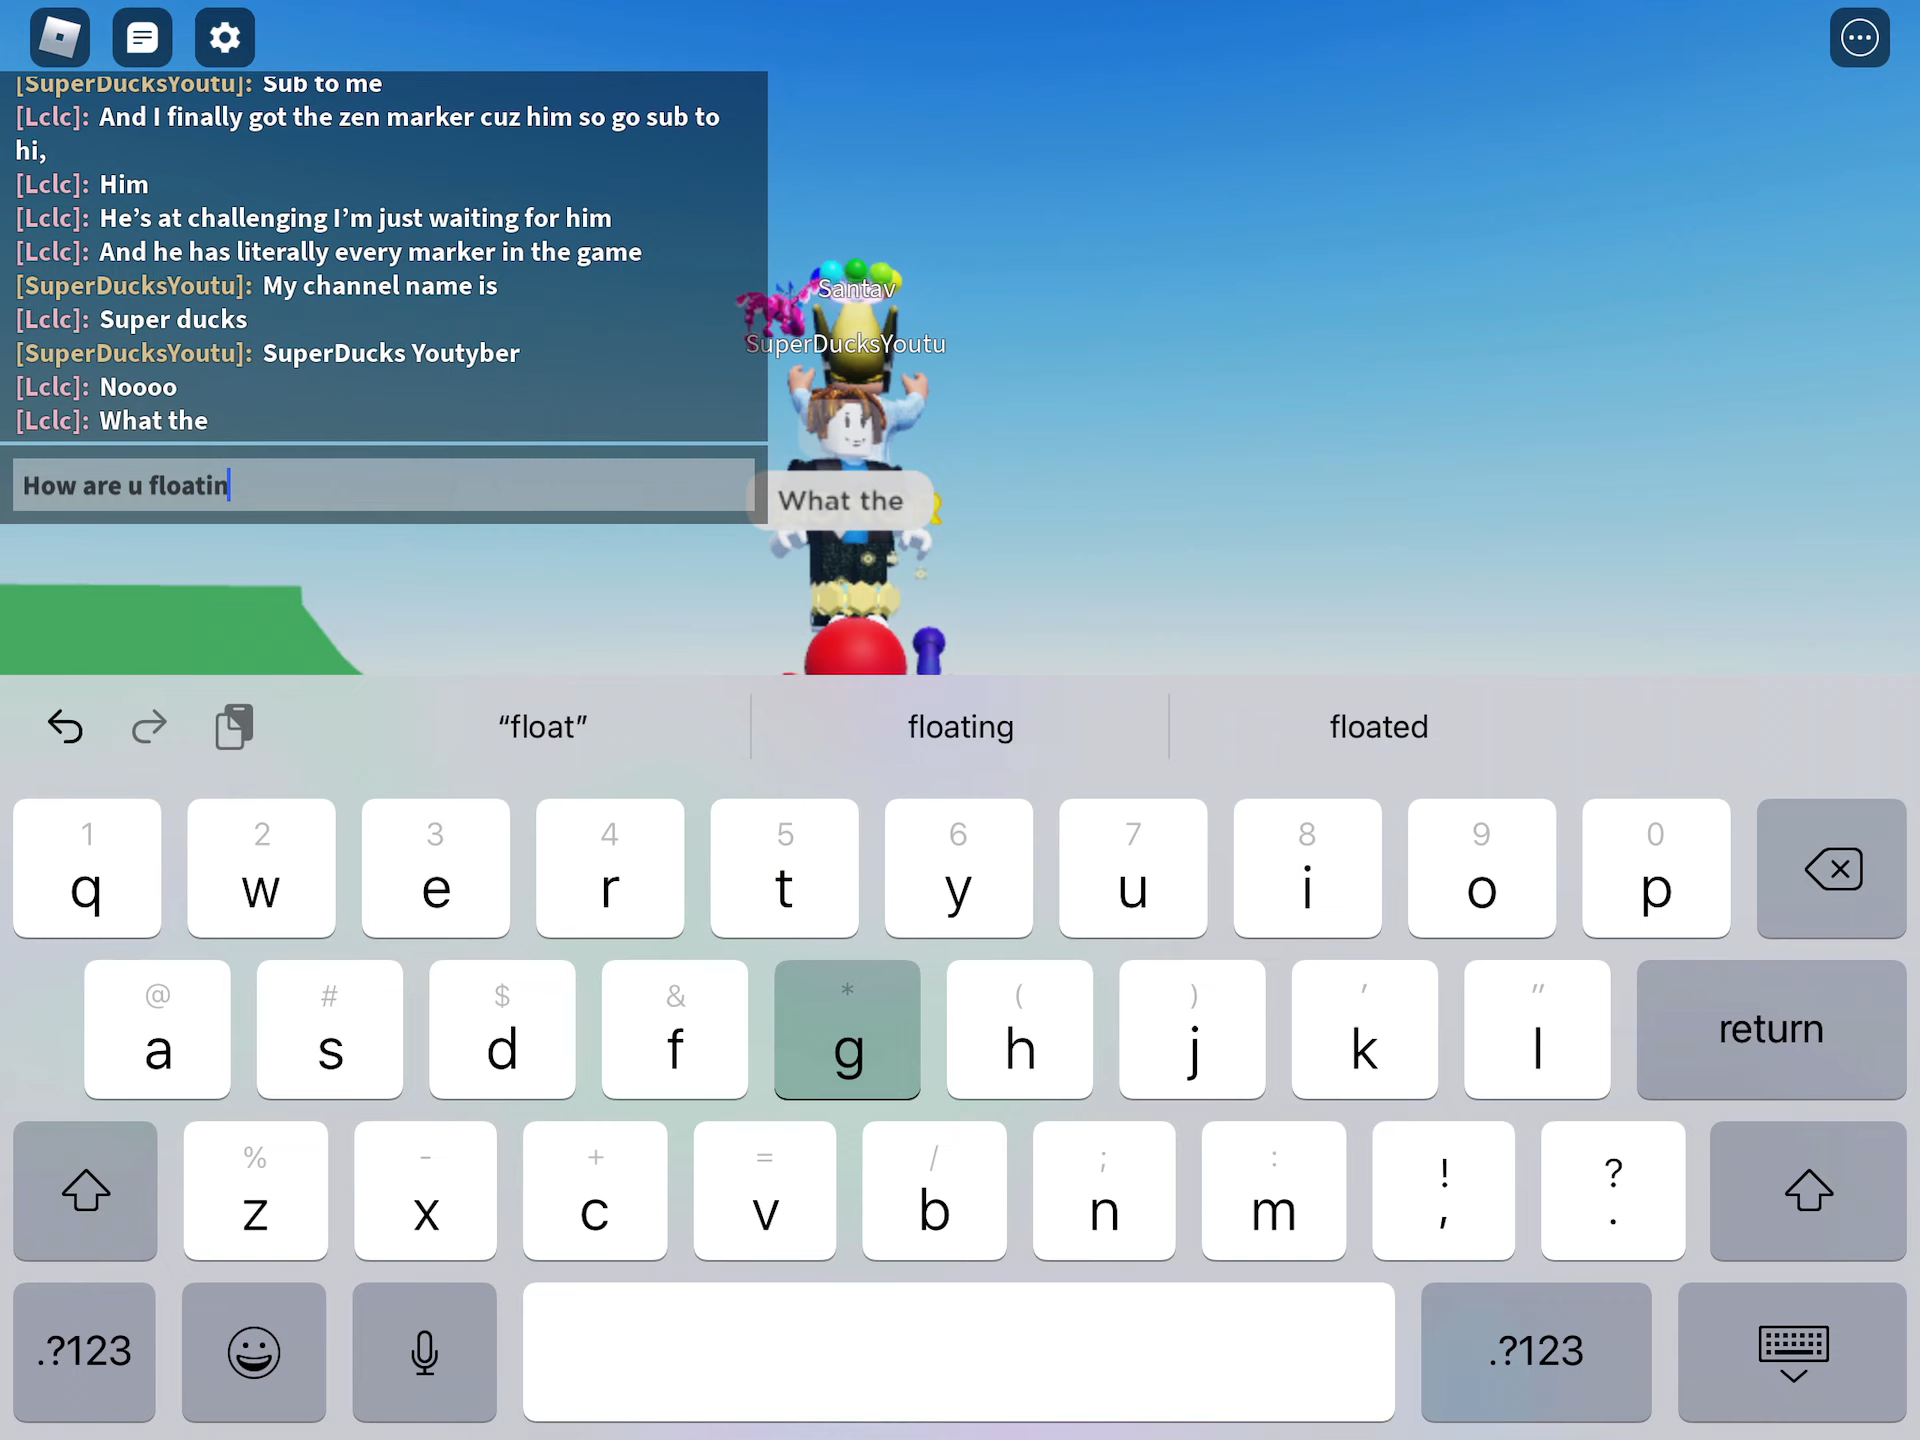 [SuperDucksYoutu]: Sub to me
[Lclc]: And I finally got the zen marker cuz him so go sub to
hi,
[Lclc]: Him
[Lclc]: He's at challenging I'm just waiting for him
[Lclc]: And he has literally every marker in the game
[SuperDucksYoutu]: My channel name is
[Lclc]: Super ducks
[SuperDucksYoutu]: SuperDucks Youtyber
[Lclc]: Noooo
[Lclc]: What the
How are u floatin
Santav
SuperDucksYoutu
What the
“float” floating floated
1 2 3 4 5 6 7 8 9 0
q w e r t y u i o p
@ # $ & * ( ) ' "
a s d f g h j k l return
% - + = / ; : ! ?
z x c v b n m , .
.?123 .?123